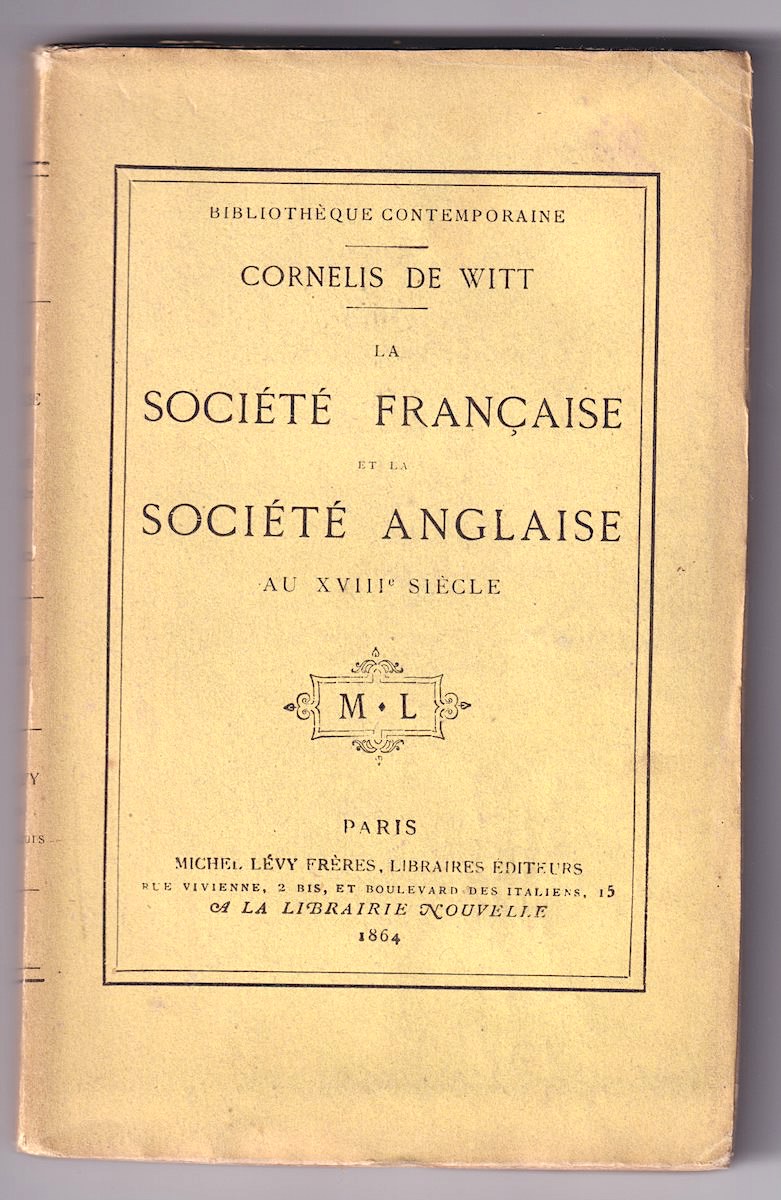 BIBLIOTHÈQUE CONTEMPORAINE
CORNELIS DE WITT
LA
SOCIÉTÉ FRANÇAISE
ET LA
SOCIÉTÉ ANGLAISE
AU XVIIIe SIÈCLE
M • L
PARIS
MICHEL LÉVY FRÈRES, LIBRAIRES ÉDITEURS
RUE VIVIENNE, 2 BIS, ET BOULEVARD DES ITALIENS, 15
A LA LIBRAIRIE NOUVELLE
1864